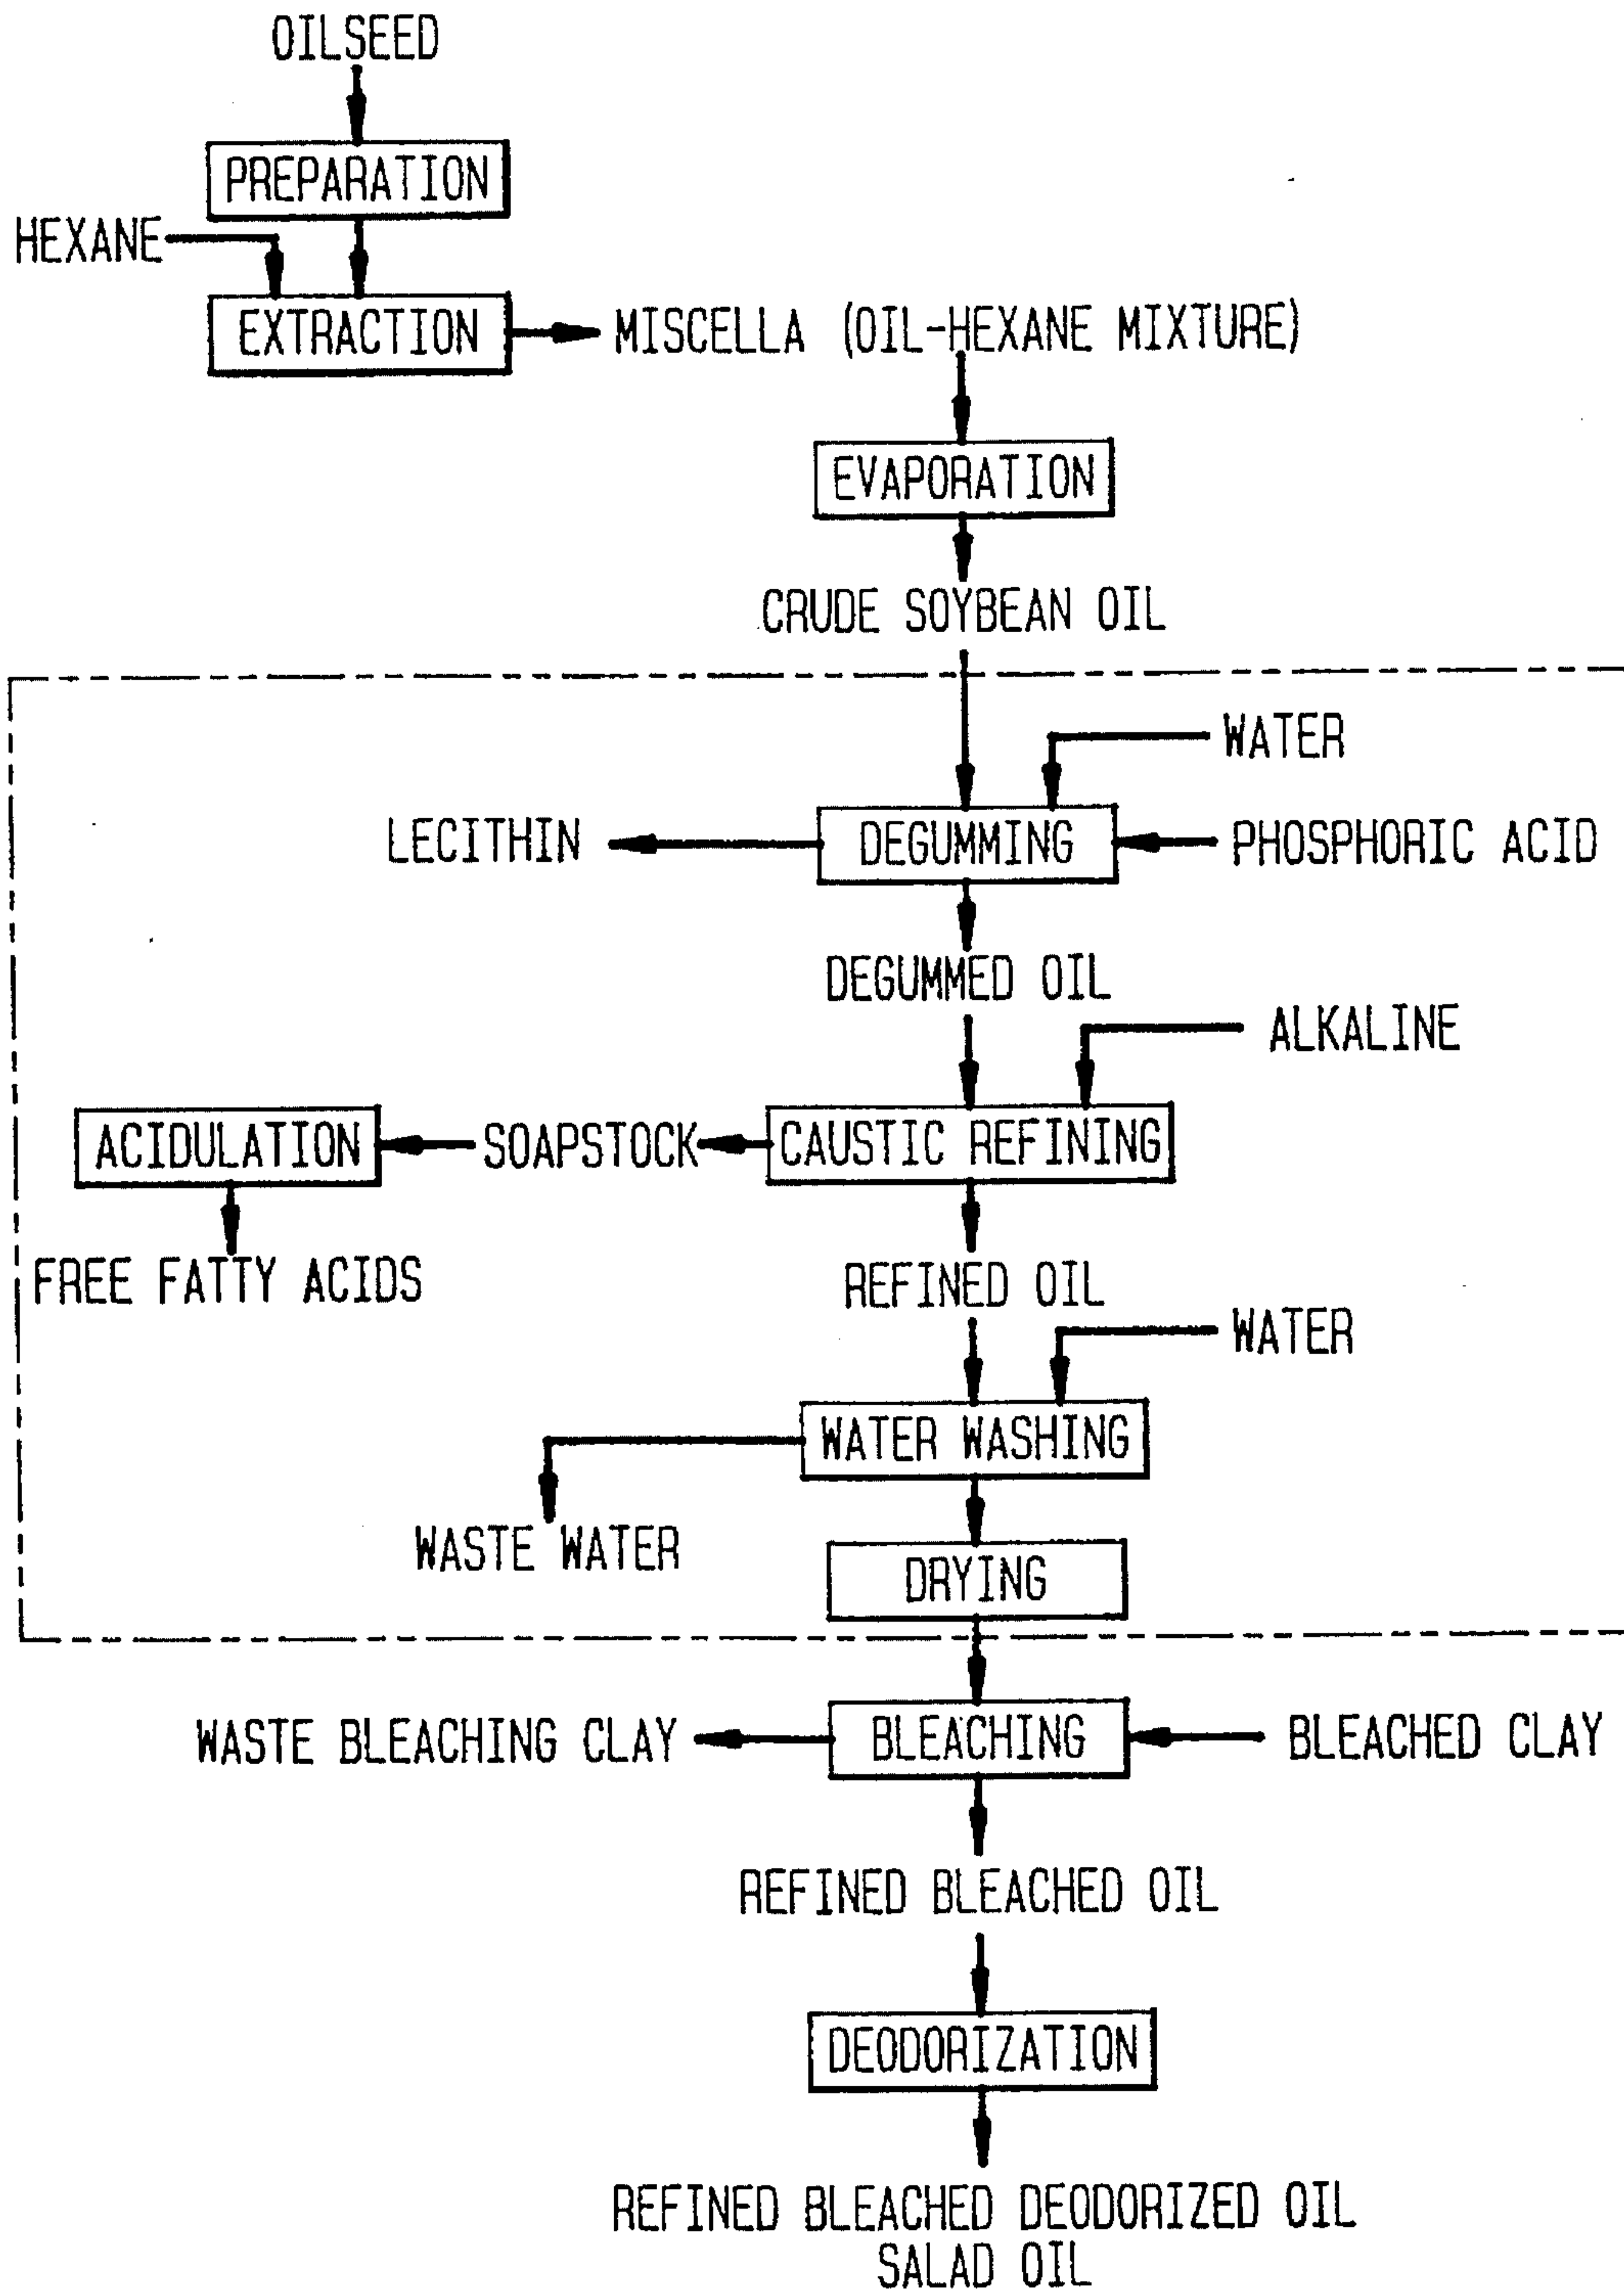 OILSEED
PREPARATION
HEXANE
EXTRACTION
MISCELLA (OIL-HEXANE MIXTURE)
EVAPORATION
CRUDE SOYBEAN OIL
WATER
LECITHIN
DEGUMMING
PHOSPHORIC ACID
DEGUMMED OIL
ALKALINE
ACIDULATION
SOAPSTOCK
CAUSTIC REFINING
FREE FATTY ACIDS
REFINED OIL
WATER
WATER WASHING
WASTE WATER
DRYING
WASTE BLEACHING CLAY
BLEACHING
BLEACHED CLAY
REFINED BLEACHED OIL
DEODORIZATION
REFINED BLEACHED DEODORIZED OIL
SALAD OIL